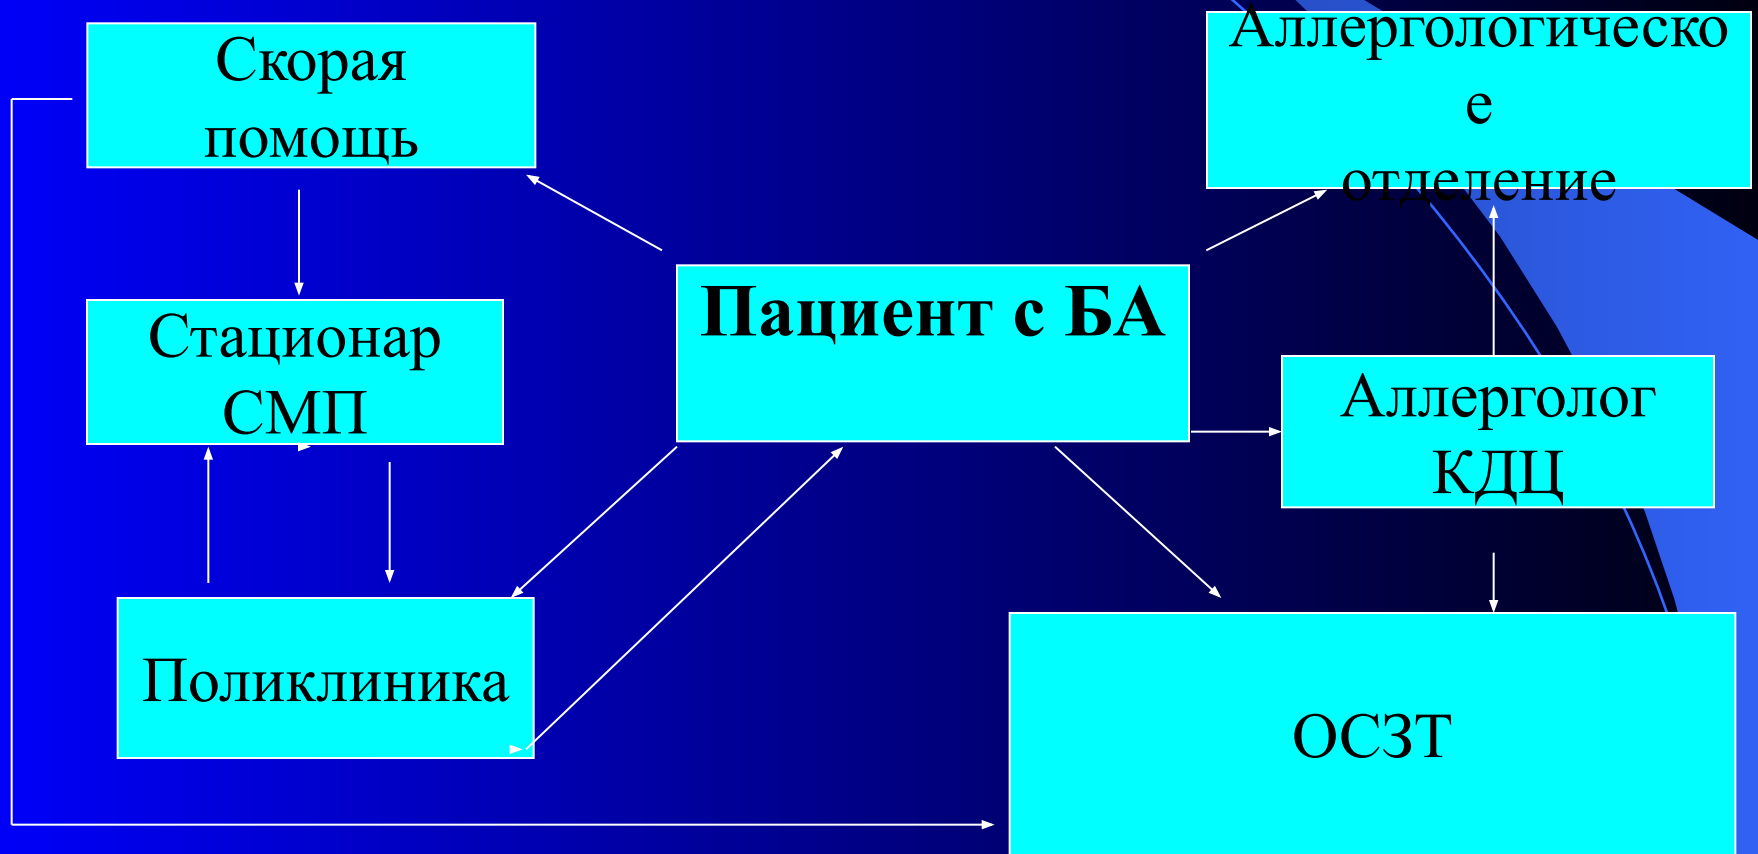 Скорая
помощь
Аллергологическо
е
отделение
Пациент с БА
Стационар
СМП
Аллерголог
КДЦ
Поликлиника
ОСЗТ